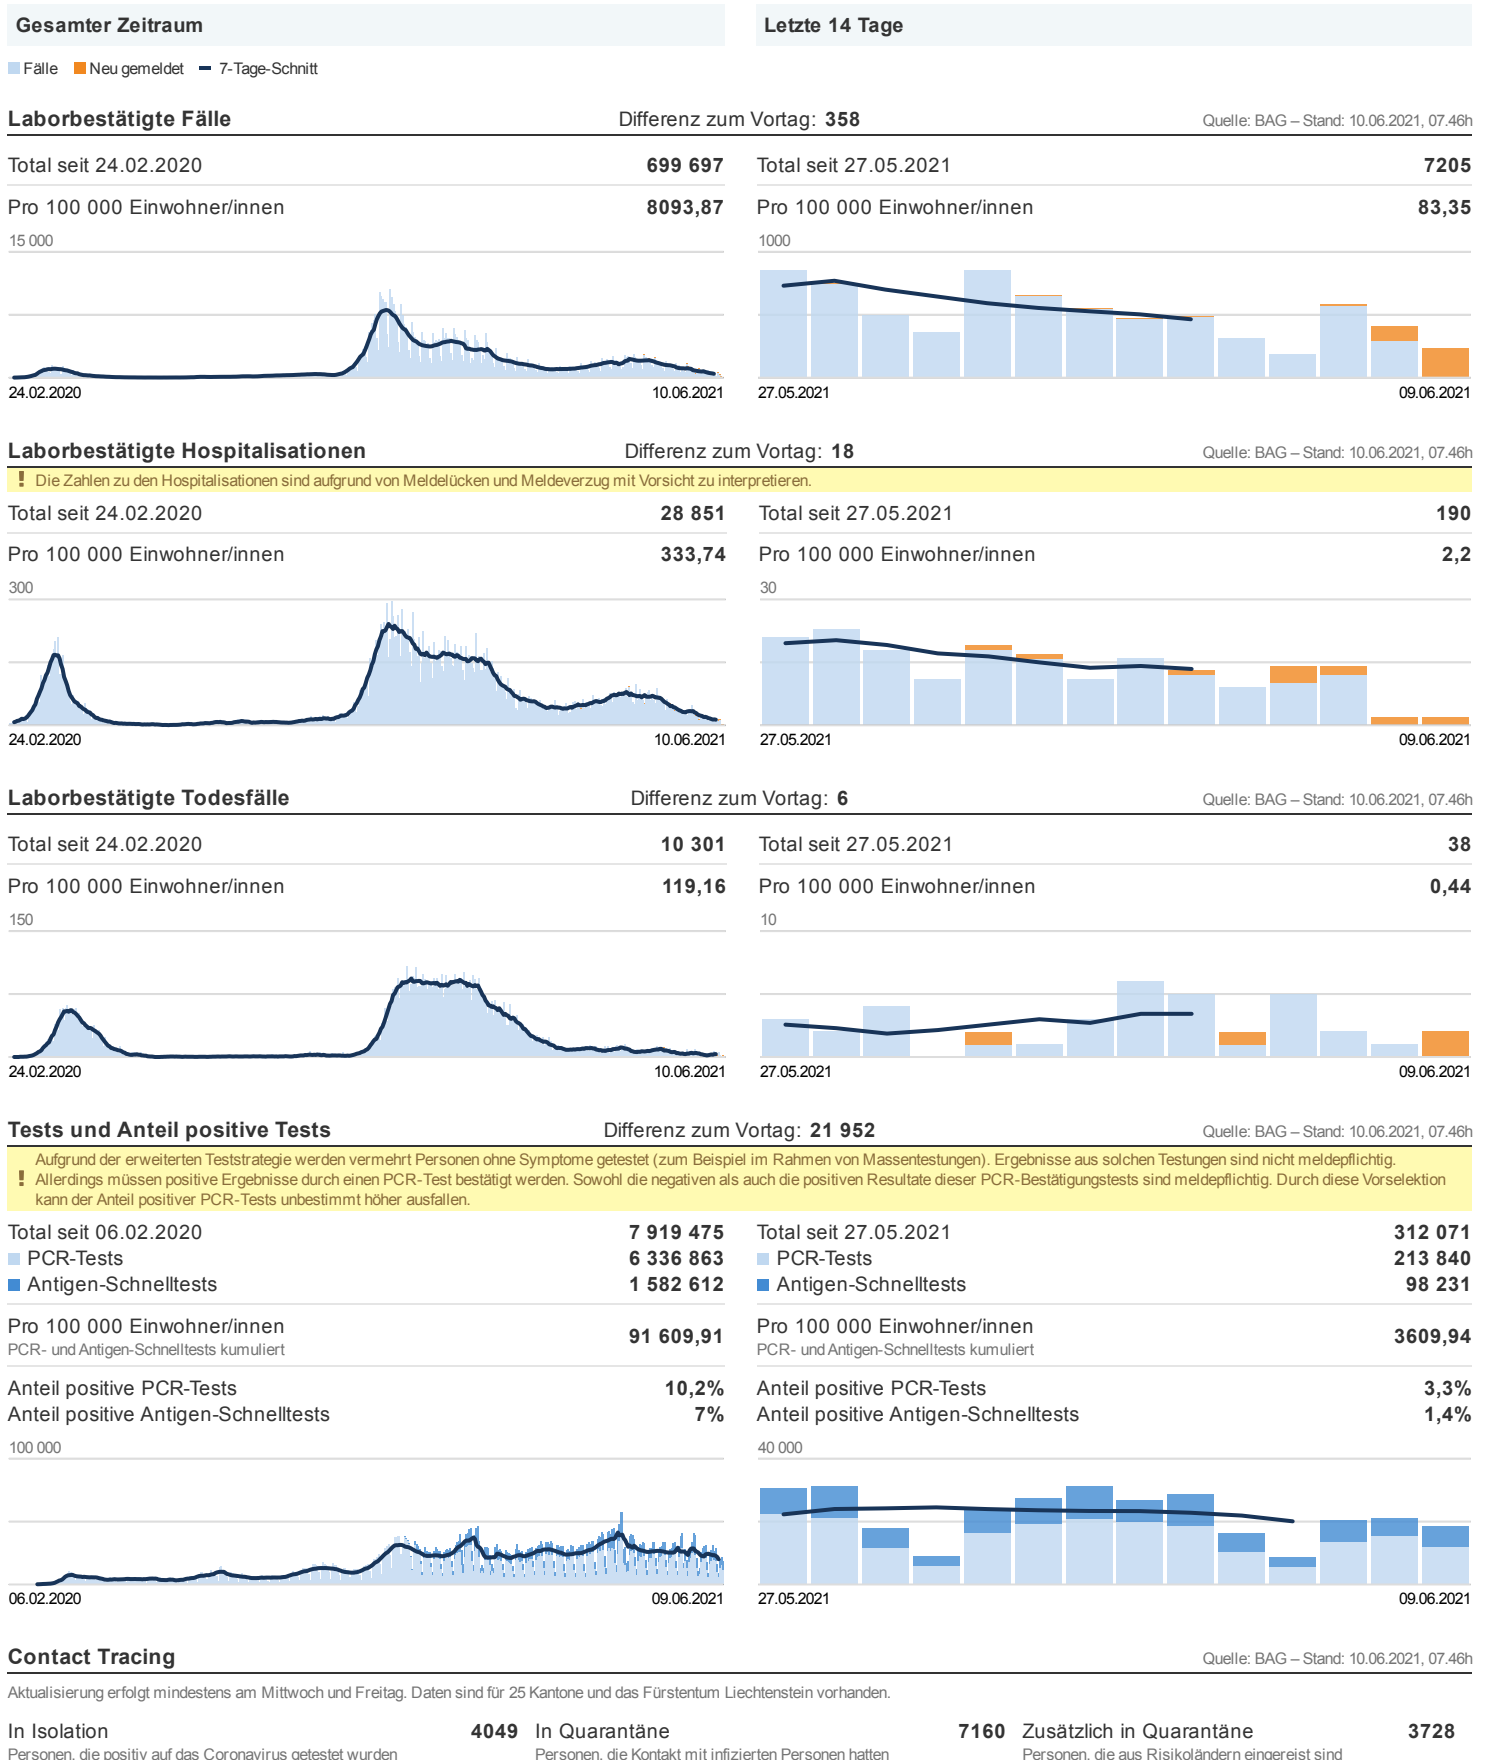 Gesamter Zeitraum
Letzte 14 Tage
Fälle Neu gemeldet 7-Tage-Schnitt
Laborbestätigte Fälle Differenz zum Vortag: 358 Quelle: BAG – Stand: 10.06.2021, 07.46h
Total seit 24.02.2020 699 697
Total seit 27.05.2021 7205
Pro 100 000 Einwohner/innen 8093,87
Pro 100 000 Einwohner/innen 83,35
15 000
1000
24.02.2020 10.06.2021
27.05.2021 09.06.2021
Laborbestätigte Hospitalisationen Differenz zum Vortag: 18 Quelle: BAG – Stand: 10.06.2021, 07.46h
! Die Zahlen zu den Hospitalisationen sind aufgrund von Meldelücken und Meldeverzug mit Vorsicht zu interpretieren.
Total seit 24.02.2020 28 851
Total seit 27.05.2021 190
Pro 100 000 Einwohner/innen 333,74
Pro 100 000 Einwohner/innen 2,2
300
30
24.02.2020 10.06.2021
27.05.2021 09.06.2021
Laborbestätigte Todesfälle Differenz zum Vortag: 6 Quelle: BAG – Stand: 10.06.2021, 07.46h
Total seit 24.02.2020 10 301
Total seit 27.05.2021 38
Pro 100 000 Einwohner/innen 119,16
Pro 100 000 Einwohner/innen 0,44
150
10
24.02.2020 10.06.2021
27.05.2021 09.06.2021
Tests und Anteil positive Tests Differenz zum Vortag: 21 952 Quelle: BAG – Stand: 10.06.2021, 07.46h
Aufgrund der erweiterten Teststrategie werden vermehrt Personen ohne Symptome getestet (zum Beispiel im Rahmen von Massentestungen). Ergebnisse aus solchen Testungen sind nicht meldepflichtig.
! Allerdings müssen positive Ergebnisse durch einen PCR-Test bestätigt werden. Sowohl die negativen als auch die positiven Resultate dieser PCR-Bestätigungstests sind meldepflichtig. Durch diese Vorselektion
kann der Anteil positiver PCR-Tests unbestimmt höher ausfallen.
Total seit 06.02.2020 7 919 475
PCR-Tests 6 336 863
Antigen-Schnelltests 1 582 612
Total seit 27.05.2021 312 071
PCR-Tests 213 840
Antigen-Schnelltests 98 231
Pro 100 000 Einwohner/innen 91 609,91
PCR- und Antigen-Schnelltests kumuliert
Pro 100 000 Einwohner/innen 3609,94
PCR- und Antigen-Schnelltests kumuliert
Anteil positive PCR-Tests 10,2%
Anteil positive Antigen-Schnelltests 7%
Anteil positive PCR-Tests 3,3%
Anteil positive Antigen-Schnelltests 1,4%
100 000
40 000
06.02.2020 09.06.2021
27.05.2021 09.06.2021
Contact Tracing Quelle: BAG – Stand: 10.06.2021, 07.46h
Aktualisierung erfolgt mindestens am Mittwoch und Freitag. Daten sind für 25 Kantone und das Fürstentum Liechtenstein vorhanden.
In Isolation 4049 In Quarantäne 7160 Zusätzlich in Quarantäne 3728
Personen, die positiv auf das Coronavirus getestet wurden Personen, die Kontakt mit infizierten Personen hatten Personen, die aus Risikoländern eingereist sind